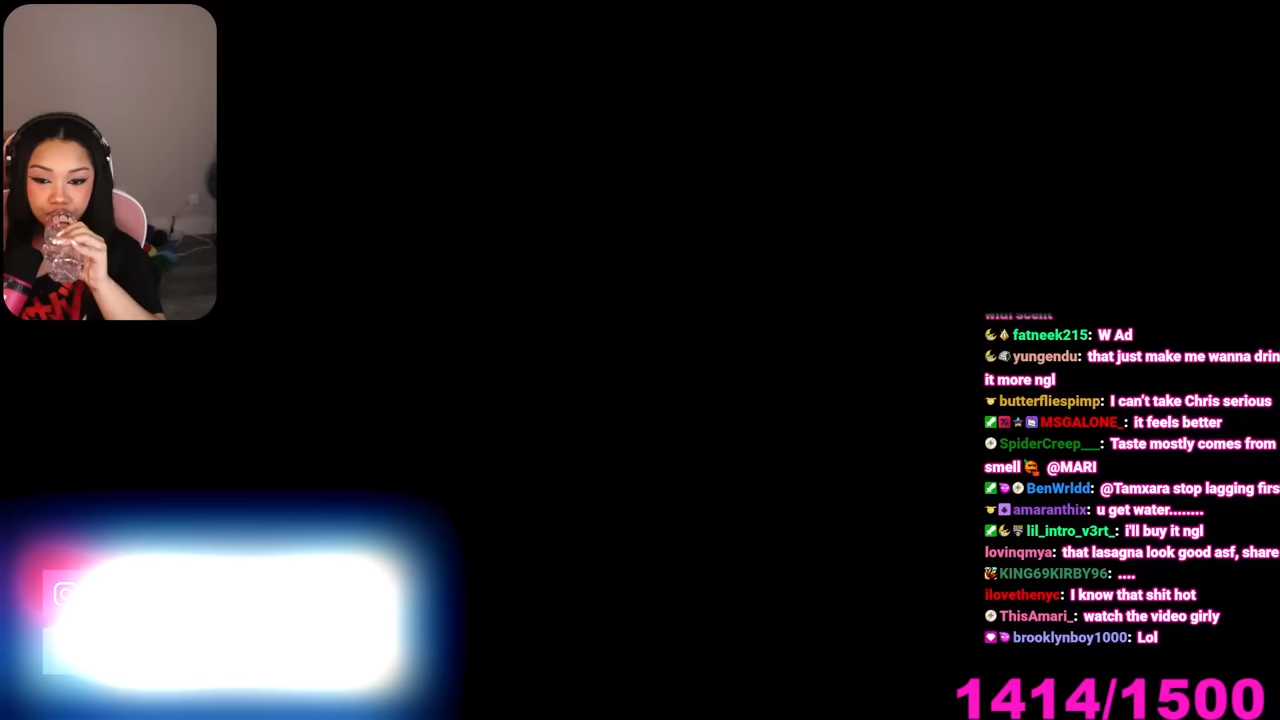 with scent
fatneek215: W Ad
yungendu: that just make me wanna drin
it more ngl
butterfliespimp: I can't take Chris serious
MSGALONE_: it feels better
SpiderCreep___: Taste mostly comes from
smell @MARI
BenWrldd: @Tamxara stop lagging firs
amaranthix: u get water........
lil_intro_v3rt_: i'll buy it ngl
lovinqmya: that lasagna look good asf, share
KING69KIRBY96: ....
ilovethenyc: I know that shit hot
ThisAmari_: watch the video girly
brooklynboy1000: Lol
1414/1500